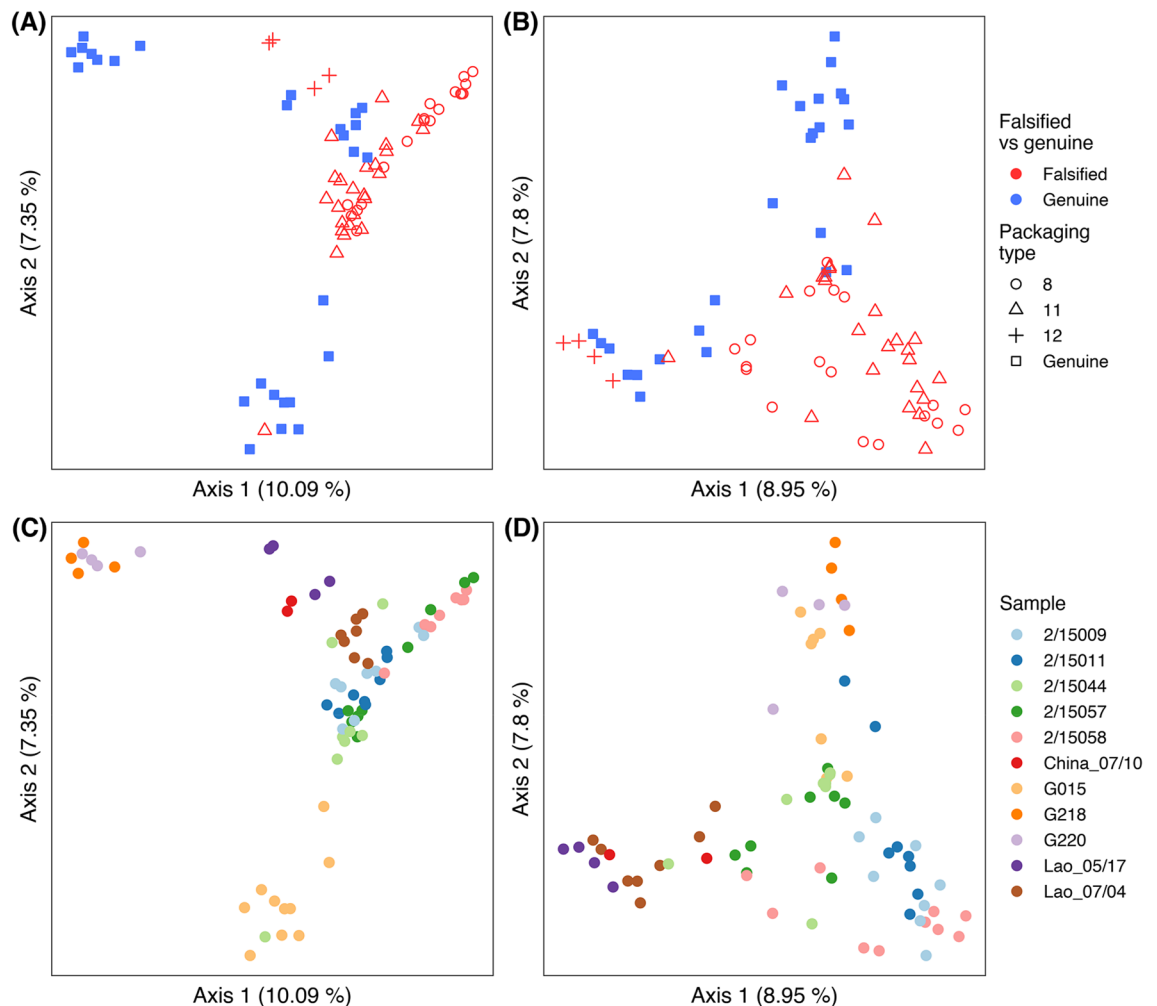 (A)
Axis 2 (7.35 %)
Axis 1 (10.09 %)
(B)
Axis 2 (7.8 %)
Axis 1 (8.95 %)
Falsified
vs genuine
Falsified
Genuine
Packaging
type
8
11
12
Genuine
(C)
Axis 2 (7.35 %)
Axis 1 (10.09 %)
(D)
Axis 2 (7.8 %)
Axis 1 (8.95 %)
Sample
2/15009
2/15011
2/15044
2/15057
2/15058
China_07/10
G015
G218
G220
Lao_05/17
Lao_07/04